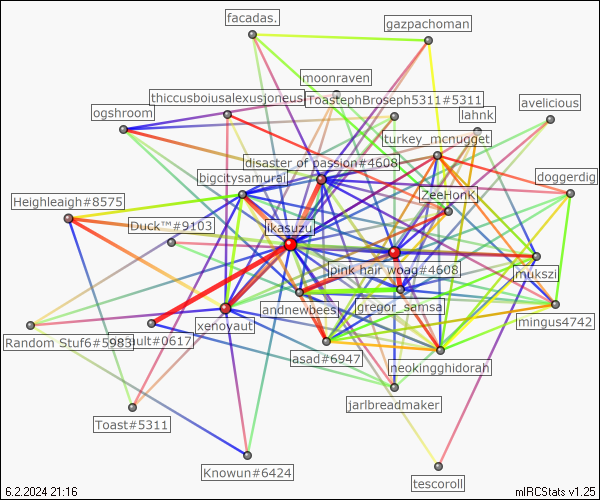 facadas.
gazpachoman
moonraven
thiccusboiusalexusjoneus
ToastephBroseph5311#5311
avelicious
ogshroom
lahnk
turkey_mcnugget
disaster of passion#4608
bigcitysamurai
doggerdig
Heighleaigh#8575
ZeeHonK
Duck™#9103
ikasuzu
pink hair woag#4608
mukszi
andnewbees
gregor_samsa
mingus4742
xenoyaut
Random Stuf6#5983
ult#0617
asad#6947
neokingghidorah
jarlbreadmaker
Toast#5311
Knowun#6424
tescoroll
6.2.2024 21:16
mIRCStats v1.25